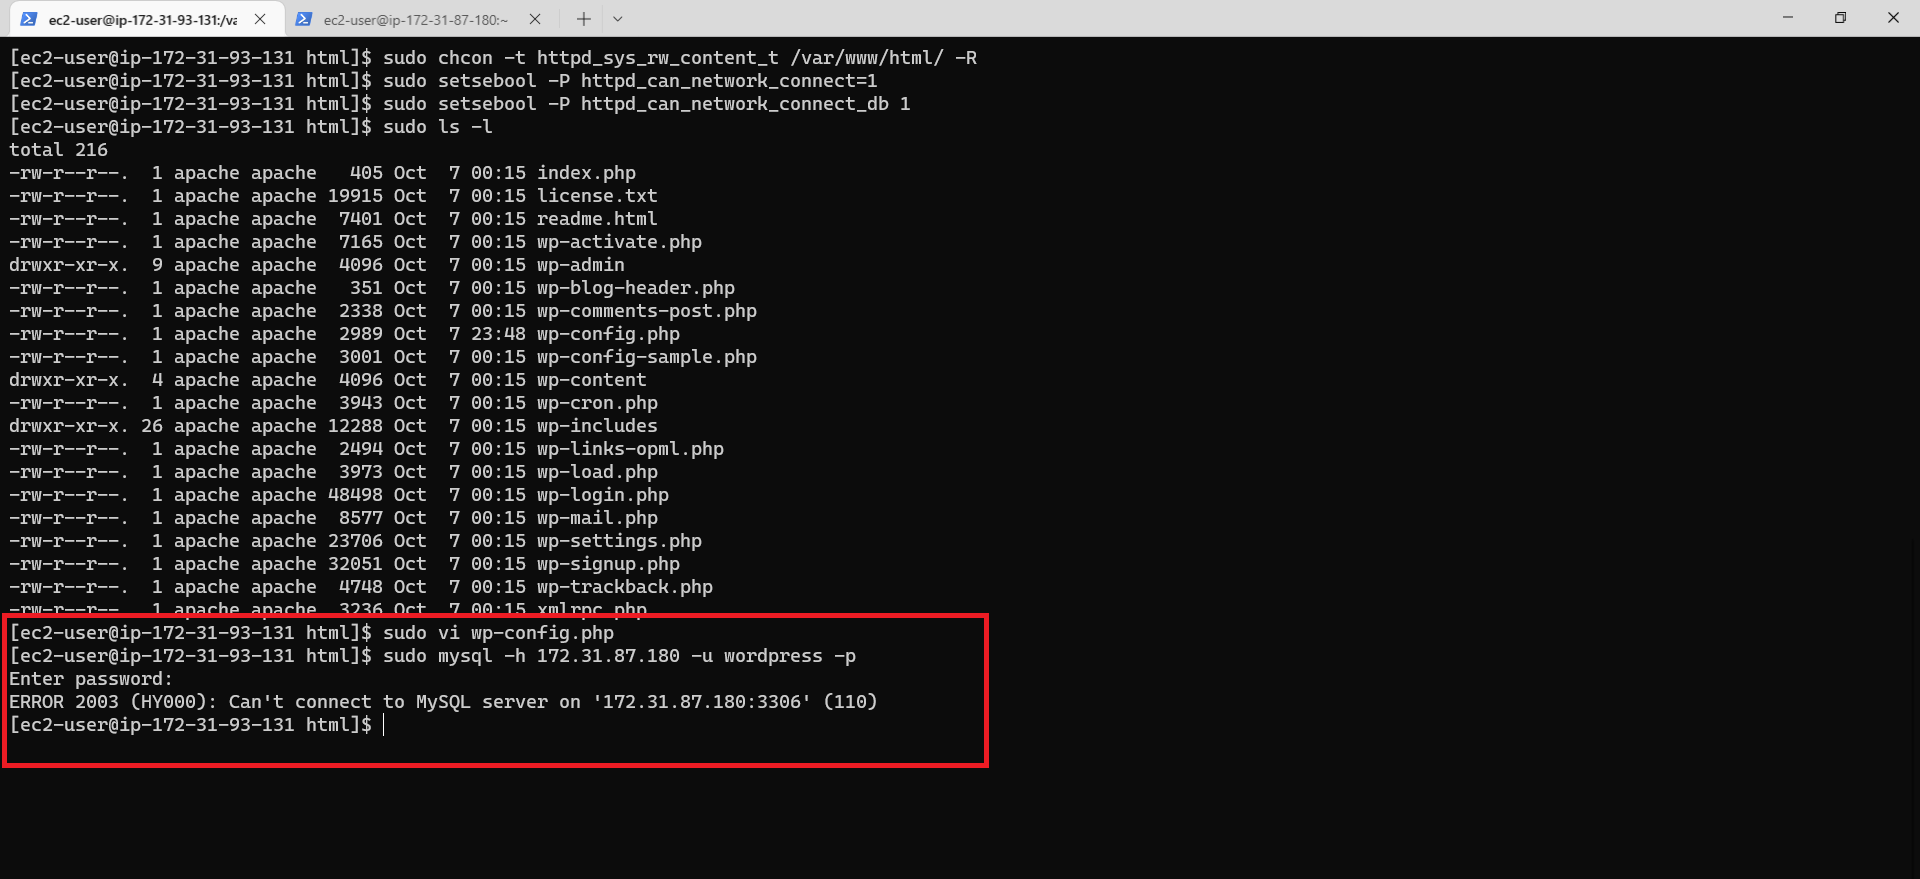 ec2-user@ip-172-31-93-131:/va
ec2-user@ip-172-31-87-180:~
[ec2-user@ip-172-31-93-131 html]$ sudo chcon -t httpd_sys_rw_content_t /var/www/html/ -R
[ec2-user@ip-172-31-93-131 html]$ sudo setsebool -P httpd_can_network_connect=1
[ec2-user@ip-172-31-93-131 html]$ sudo setsebool -P httpd_can_network_connect_db 1
[ec2-user@ip-172-31-93-131 html]$ sudo ls -l
total 216
-rw-r--r--.  1 apache apache   405 Oct  7 00:15 index.php
-rw-r--r--.  1 apache apache 19915 Oct  7 00:15 license.txt
-rw-r--r--.  1 apache apache  7401 Oct  7 00:15 readme.html
-rw-r--r--.  1 apache apache  7165 Oct  7 00:15 wp-activate.php
drwxr-xr-x.  9 apache apache  4096 Oct  7 00:15 wp-admin
-rw-r--r--.  1 apache apache   351 Oct  7 00:15 wp-blog-header.php
-rw-r--r--.  1 apache apache  2338 Oct  7 00:15 wp-comments-post.php
-rw-r--r--.  1 apache apache  2989 Oct  7 23:48 wp-config.php
-rw-r--r--.  1 apache apache  3001 Oct  7 00:15 wp-config-sample.php
drwxr-xr-x.  4 apache apache  4096 Oct  7 00:15 wp-content
-rw-r--r--.  1 apache apache  3943 Oct  7 00:15 wp-cron.php
drwxr-xr-x. 26 apache apache 12288 Oct  7 00:15 wp-includes
-rw-r--r--.  1 apache apache  2494 Oct  7 00:15 wp-links-opml.php
-rw-r--r--.  1 apache apache  3973 Oct  7 00:15 wp-load.php
-rw-r--r--.  1 apache apache 48498 Oct  7 00:15 wp-login.php
-rw-r--r--.  1 apache apache  8577 Oct  7 00:15 wp-mail.php
-rw-r--r--.  1 apache apache 23706 Oct  7 00:15 wp-settings.php
-rw-r--r--.  1 apache apache 32051 Oct  7 00:15 wp-signup.php
-rw-r--r--.  1 apache apache  4748 Oct  7 00:15 wp-trackback.php
-rw-r--r--.  1 apache apache  3236 Oct  7 00:15 xmlrpc.php
[ec2-user@ip-172-31-93-131 html]$ sudo vi wp-config.php
[ec2-user@ip-172-31-93-131 html]$ sudo mysql -h 172.31.87.180 -u wordpress -p
Enter password:
ERROR 2003 (HY000): Can't connect to MySQL server on '172.31.87.180:3306' (110)
[ec2-user@ip-172-31-93-131 html]$